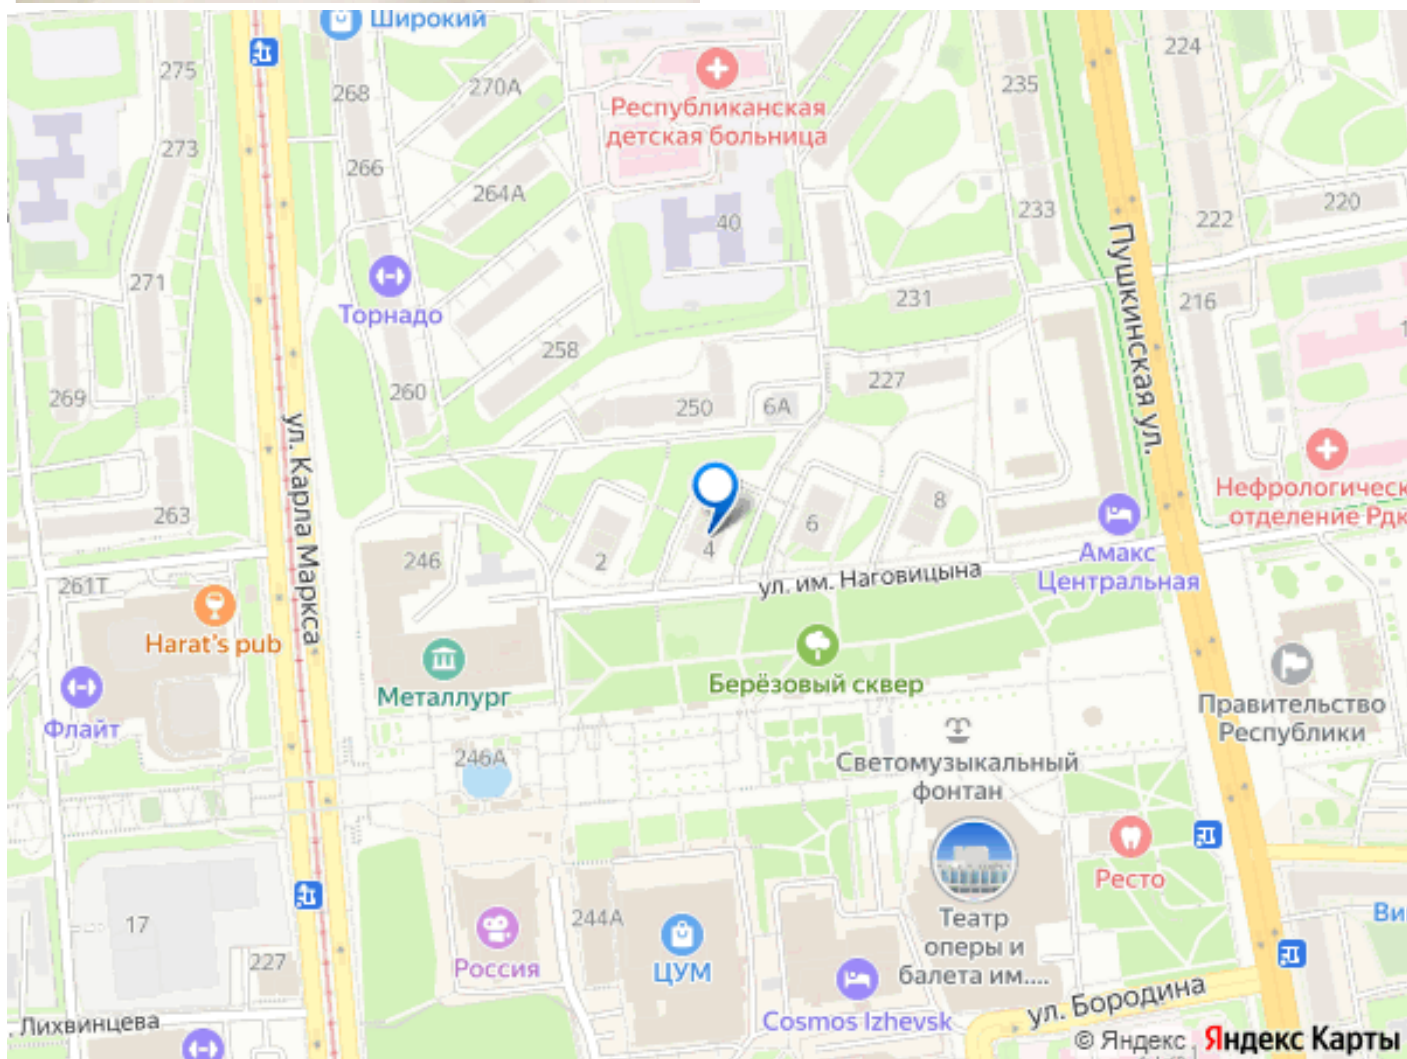 Широкий
275
268
270А
224
235
Республиканская
детская больница
273
266
264А
40
233
222
220
271
Торнадо
231
216
Пушкинская ул.
258
269
260
250
6А
227
ул. Карла Маркса
263
246
2
4
6
8
Нефрологическ
отделение Рдк
Амакс
Центральная
261Т
ул. им. Наговицына
Harat's pub
Металлург
Берёзовый сквер
Флайт
Правительство
Республики
246А
Светомузыкальный
фонтан
Ресто
17
244А
Россия
ЦУМ
Театр
оперы и
балета им....
Ви
227
Cosmos Izhevsk
ул. Бородина
. Лихвинцева
© Яндекс Яндекс Карты